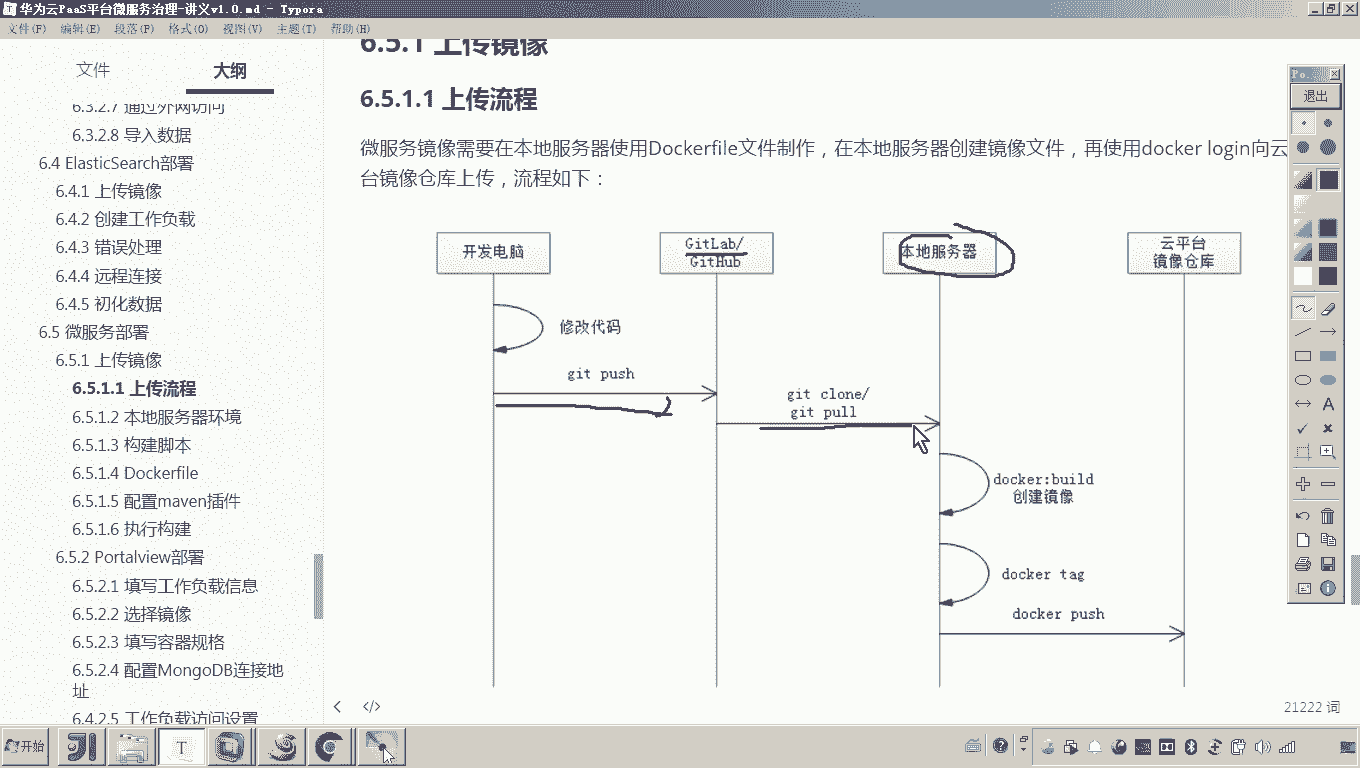 华为云PaaS平台微服务治理-讲义v1.0.md - Typora
文件(F) 编辑(E) 段落(P) 格式(O) 视图(V) 主题(T) 帮助(H)
文件
大纲
6.3.2.7 通过外网访问
6.3.2.8 导入数据
6.4 ElasticSearch部署
6.4.1 上传镜像
6.4.2 创建工作负载
6.4.3 错误处理
6.4.4 远程连接
6.4.5 初化数据
6.5 微服务部署
6.5.1 上传镜像
6.5.1.1 上传流程
6.5.1.2 本地服务器环境
6.5.1.3 构建脚本
6.5.1.4 Dockerfile
6.5.1.5 配置maven插件
6.5.1.6 执行构建
6.5.2 Portalview部署
6.5.2.1 填写工作负载信息
6.5.2.2 选择镜像
6.5.2.3 填写容器规格
6.5.2.4 配置MongoDB连接地
址
6.4.2.5 工作负载访问设置
6.5.1 上传镜像
6.5.1.1 上传流程
微服务镜像需要在本地服务器使用Dockerfile文件制作，在本地服务器创建镜像文件，再使用docker login向云
台镜像仓库上传，流程如下：
开发电脑
GitLab/
GitHub
本地服务器
云平台
镜像仓库
修改代码
git push
git clone/
git pull
docker:build
创建镜像
docker tag
docker push
21222 词
Po.
退出
A
开始
T